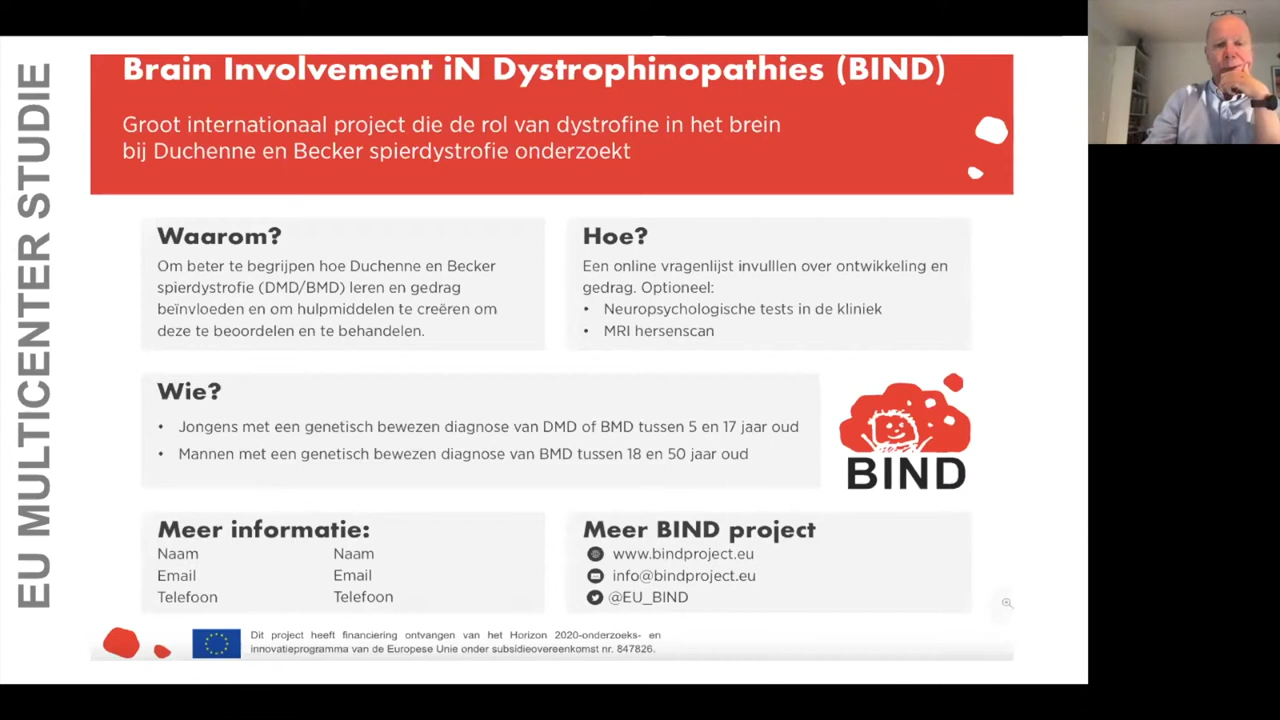 EU MULTICENTER STUDIE
Brain Involvement iN Dystrophinopathies (BIND)
Groot internationaal project die de rol van dystrofine in het brein
bij Duchenne en Becker spierdystrofie onderzoekt
Waarom?
Om beter te begrijpen hoe Duchenne en Becker
spierdystrofie (DMD/BMD) leren en gedrag
beïnvloeden en om hulpmiddelen te creëren om
deze te beoordelen en te behandelen.
Hoe?
Een online vragenlijst invulllen over ontwikkeling en
gedrag. Optioneel:
• Neuropsychologische tests in de kliniek
• MRI hersenscan
Wie?
• Jongens met een genetisch bewezen diagnose van DMD of BMD tussen 5 en 17 jaar oud
• Mannen met een genetisch bewezen diagnose van BMD tussen 18 en 50 jaar oud
BIND
Meer informatie:
Naam Naam
Email Email
Telefoon Telefoon
Meer BIND project
www.bindproject.eu
info@bindproject.eu
@EU_BIND
Dit project heeft financiering ontvangen van het Horizon 2020-onderzoeks- en
innovatieprogramma van de Europese Unie onder subsidieovereenkomst nr. 847826.